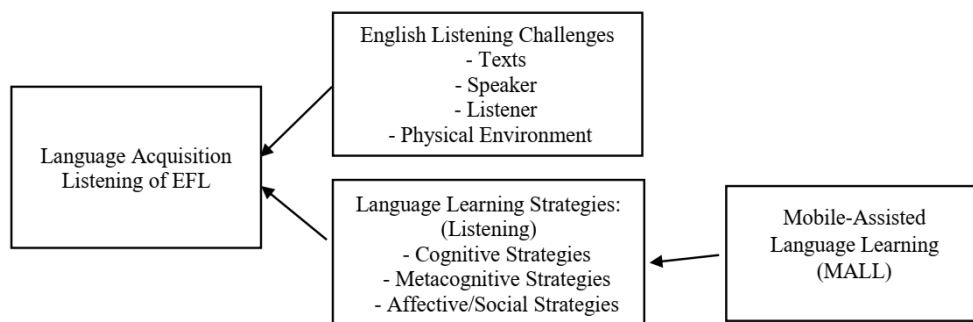 English Listening Challenges
- Texts
- Speaker
- Listener
- Physical Environment
Language Acquisition
Listening of EFL
Language Learning Strategies:
(Listening)
- Cognitive Strategies
- Metacognitive Strategies
- Affective/Social Strategies
Mobile-Assisted
Language Learning
(MALL)